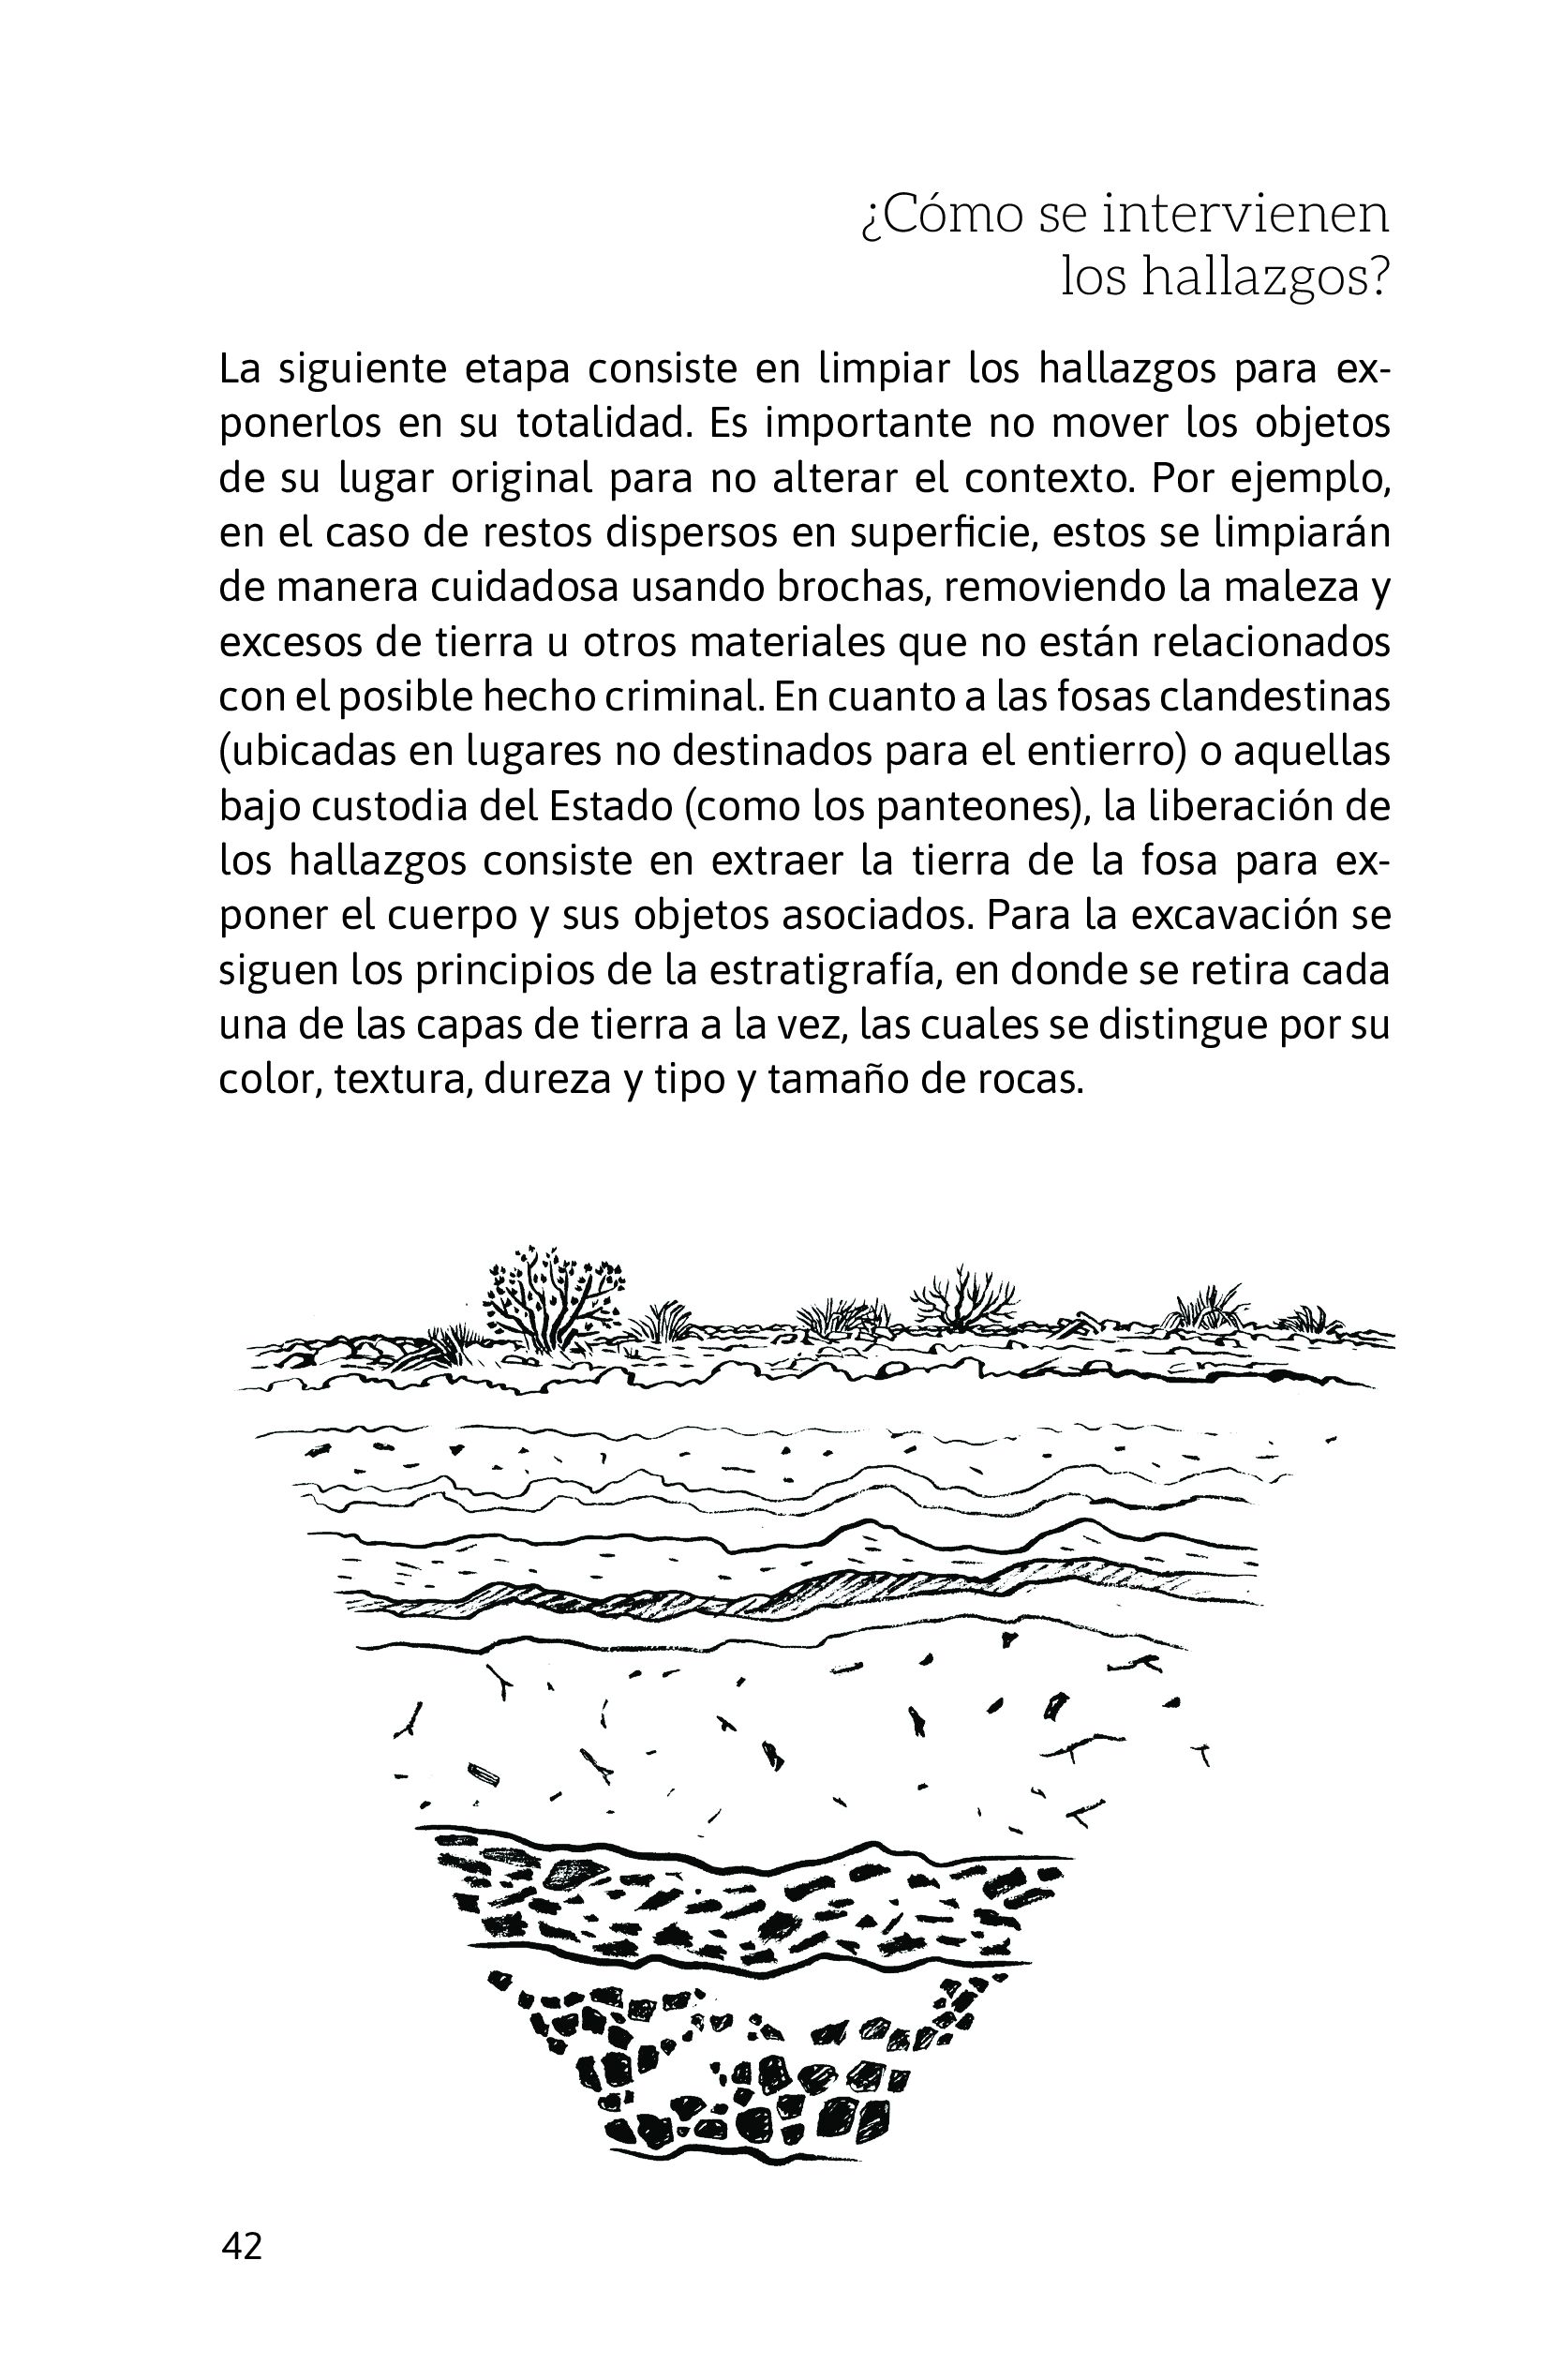 ¿Cómo se intervienen
los hallazgos?
La siguiente etapa consiste en limpiar los hallazgos para ex-
ponerlos en su totalidad. Es importante no mover los objetos
de su lugar original para no alterar el contexto. Por ejemplo,
en el caso de restos dispersos en superficie, estos se limpiarán
de manera cuidadosa usando brochas, removiendo la maleza y
excesos de tierra u otros materiales que no están relacionados
con el posible hecho criminal. En cuanto a las fosas clandestinas
(ubicadas en lugares no destinados para el entierro) o aquellas
bajo custodia del Estado (como los panteones), la liberación de
los hallazgos consiste en extraer la tierra de la fosa para ex-
poner el cuerpo y sus objetos asociados. Para la excavación se
siguen los principios de la estratigrafía, en donde se retira cada
una de las capas de tierra a la vez, las cuales se distingue por su
color, textura, dureza y tipo y tamaño de rocas.
42